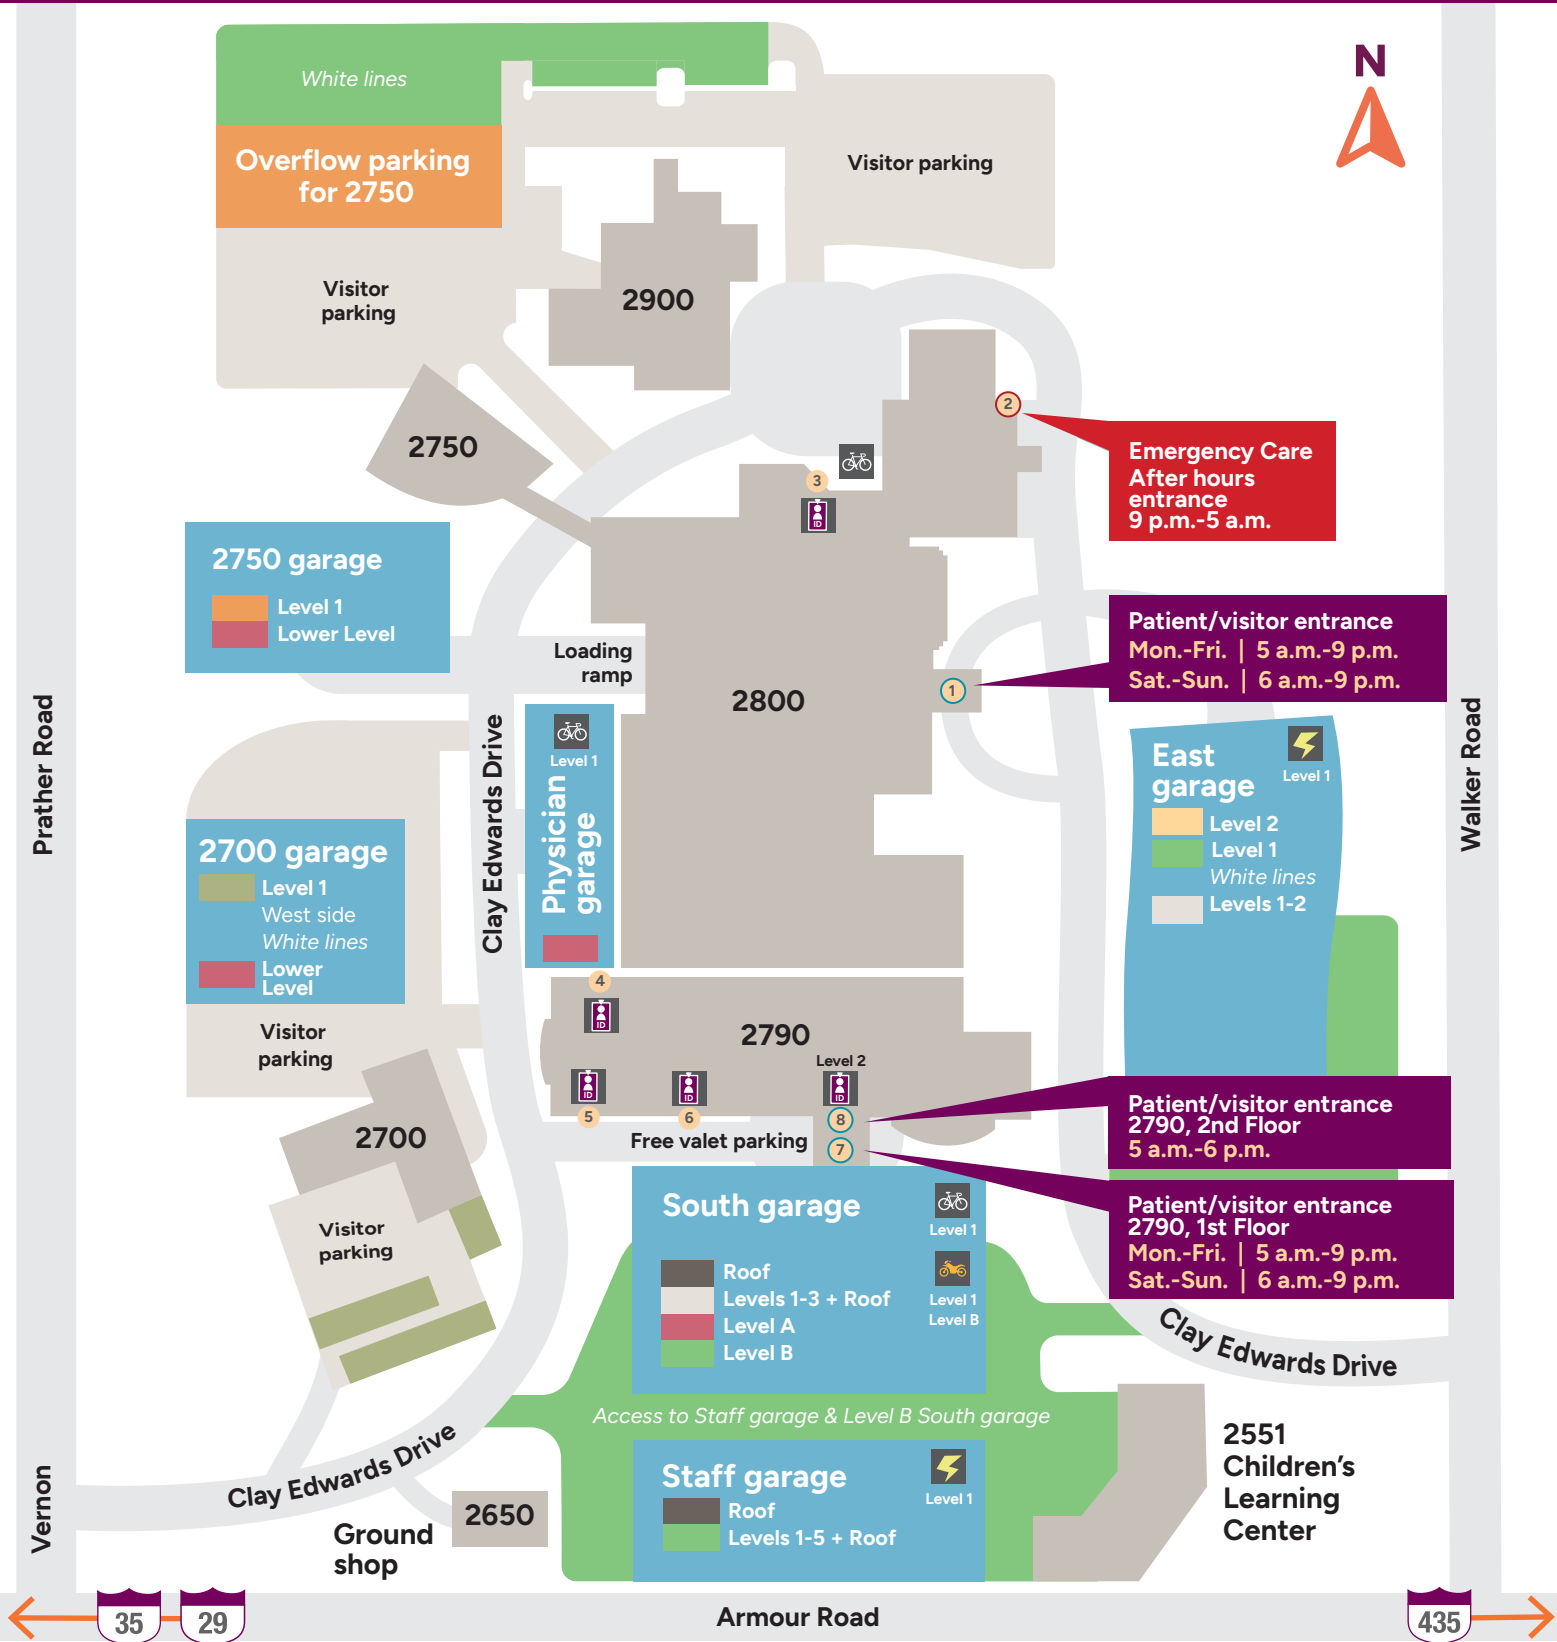 N
White lines
Overflow parking
for 2750
Visitor parking
Visitor
parking
2900
2750
2
Emergency Care
After hours
entrance
9 p.m.-5 a.m.
3
ID
2750 garage
Level 1
Lower Level
Patient/visitor entrance
Mon.-Fri. | 5 a.m.-9 p.m.
Sat.-Sun. | 6 a.m.-9 p.m.
Loading
ramp
2800
1
Prather Road
Clay Edwards Drive
Level 1
Physician
garage
East
garage
Level 1
Level 2
Level 1
White lines
Levels 1-2
Walker Road
2700 garage
Level 1
West side
White lines
Lower
Level
Visitor
parking
4
ID
2790
Level 2
ID
ID
ID
5
6
8
7
Free valet parking
Patient/visitor entrance
2790, 2nd Floor
5 a.m.-6 p.m.
2700
Visitor
parking
South garage
Level 1
Level 1
Level B
Roof
Levels 1-3 + Roof
Level A
Level B
Patient/visitor entrance
2790, 1st Floor
Mon.-Fri. | 5 a.m.-9 p.m.
Sat.-Sun. | 6 a.m.-9 p.m.
Clay Edwards Drive
Access to Staff garage & Level B South garage
Clay Edwards Drive
Staff garage
Level 1
Roof
Levels 1-5 + Roof
2551
Children's
Learning
Center
Vernon
2650
Ground
shop
35
29
Armour Road
435